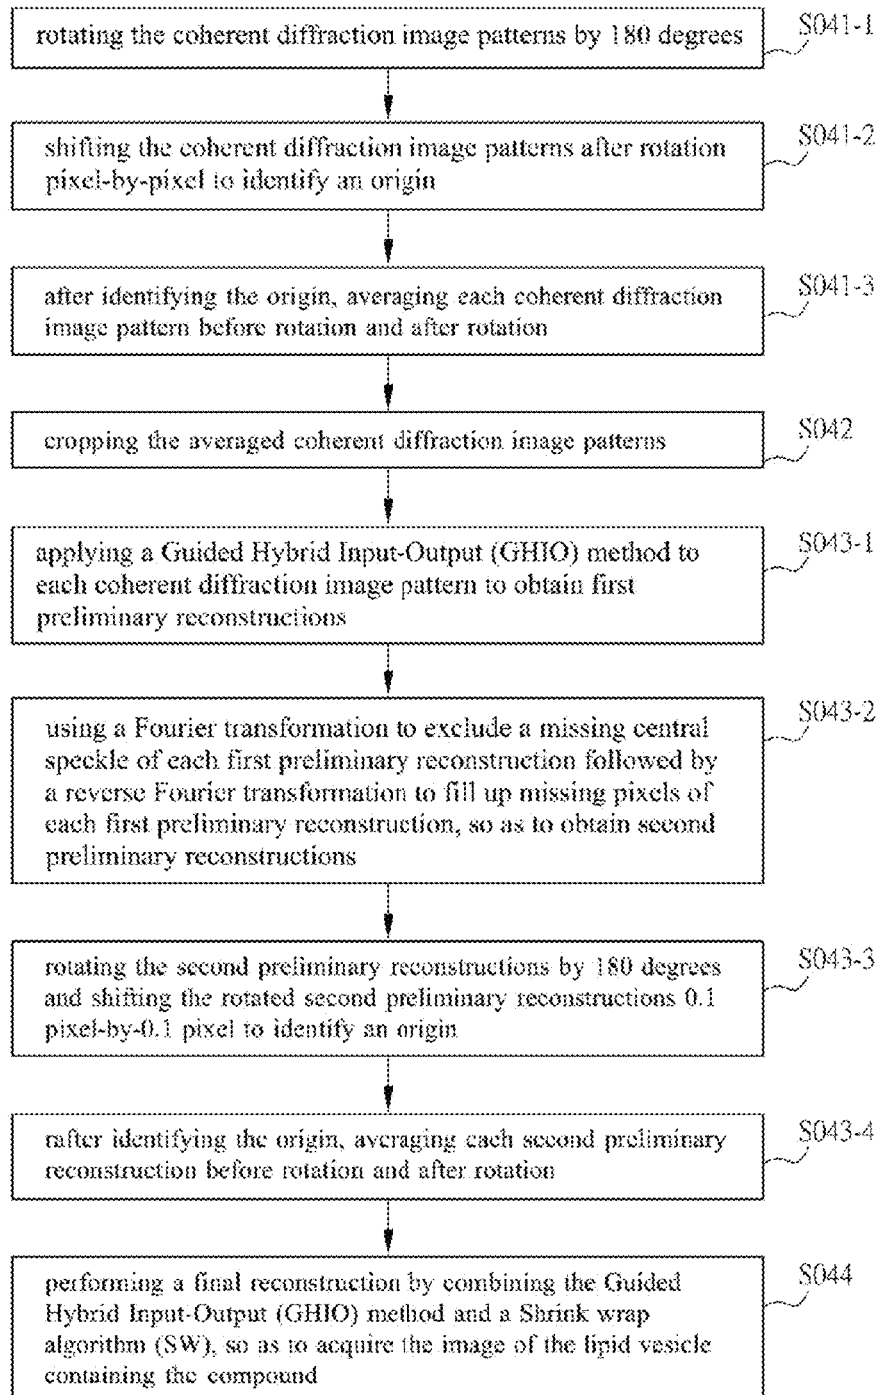 rotating the coherent diffraction image patterns by 180 degrees
S041-1
shifting the coherent diffraction image patterns after rotation
pixel-by-pixel to identify an origin
S041-2
after identifying the origin, averaging each coherent diffraction
image pattern before rotation and after rotation
S041-3
cropping the averaged coherent diffraction image patterns
S042
applying a Guided Hybrid Input-Output (GHIO) method to
each coherent diffraction image pattern to obtain first
preliminary reconstructions
S043-1
using a Fourier transformation to exclude a missing central
speckle of each first preliminary reconstruction followed by
a reverse Fourier transformation to fill up missing pixels of
each first preliminary reconstruction, so as to obtain second
preliminary reconstructions
S043-2
rotating the second preliminary reconstructions by 180 degrees
and shifting the rotated second preliminary reconstructions 0.1
pixel-by-0.1 pixel to identify an origin
S043-3
rafter identifying the origin, averaging each second preliminary
reconstruction before rotation and after rotation
S043-4
performing a final reconstruction by combining the Guided
Hybrid Input-Output (GHIO) method and a Shrink wrap
algorithm (SW), so as to acquire the image of the lipid vesicle
containing the compound
S044